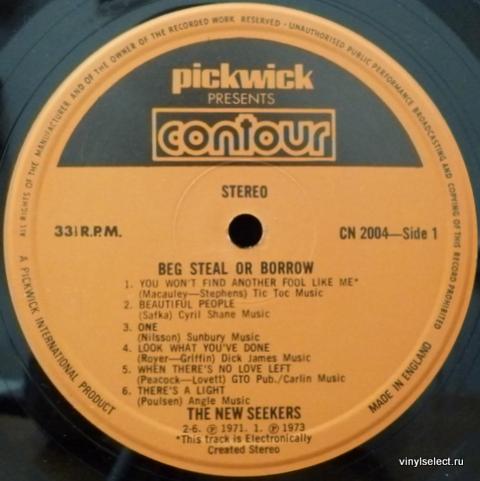 ALL RIGHTS OF THE MANUFACTURER AND OF THE OWNER OF THE RECORDED WORK RESERVED - UNAUTHORISED PUBLIC PERFORMANCE BROADCASTING AND COPYING OF THIS RECORD PROHIBITED
pickwick
PRESENTS
contour
STEREO
33⅓ R.P.M.
CN 2004—Side 1
BEG STEAL OR BORROW
1. YOU WON'T FIND ANOTHER FOOL LIKE ME*
(Macauley—Stephens) Tic Toc Music
2. BEAUTIFUL PEOPLE
(Safka) Cyril Shane Music
3. ONE
(Nilsson) Sunbury Music
4. LOOK WHAT YOU'VE DONE
(Royer—Griffin) Dick James Music
5. WHEN THERE'S NO LOVE LEFT
(Peacock—Lovett) GTO Pub./Carlin Music
6. THERE'S A LIGHT
(Poulsen) Angle Music
THE NEW SEEKERS
2-6. ℗ 1971. 1. ℗ 1973
*This track is Electronically
Created Stereo
A PICKWICK INTERNATIONAL PRODUCT
MADE IN ENGLAND
vinylselect.ru